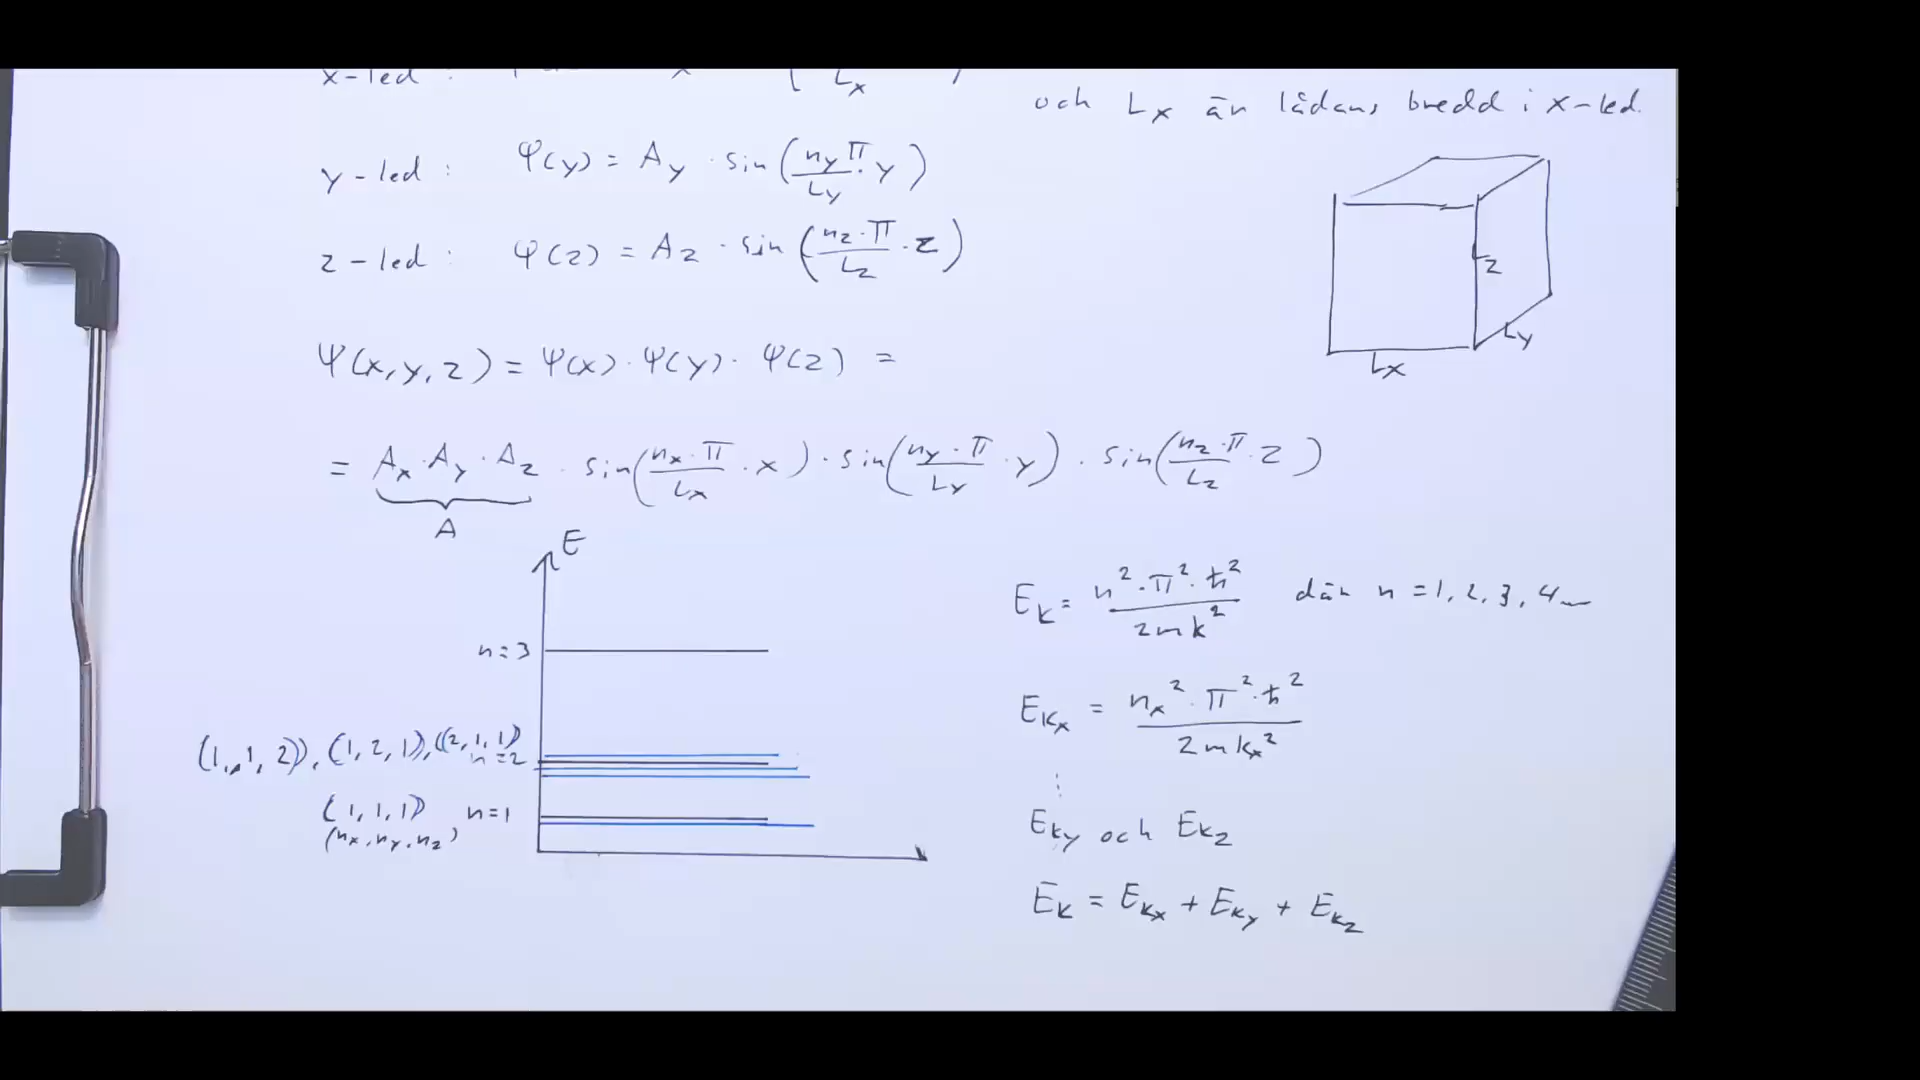 x-led :
Lx
och Lx är lådans bredd i x-led.
y-led : Ψ(y) = Ay · sin(ny π/Ly · y)
z-led : Ψ(z) = Az · sin(nz · π/Lz · z)
Lz
Ly
Lx
Ψ(x,y,z) = Ψ(x) · Ψ(y) · Ψ(z) =
= Ax · Ay · Az · sin(nx · π/Lx · x) · sin(ny · π/Ly · y) · sin(nz · π/Lz · z)
A
E
n = 3
(1, 1, 2), (1, 2, 1), (2, 1, 1)
n = 2
(1, 1, 1) n = 1
(nx, ny, nz)
Ek = n² · π² · ħ²/2mk² där n = 1, 2, 3, 4
Ekx = nx² · π² · ħ²/2mkx²
Eky och Ekz
Ek = Ekx + Eky + Ekz